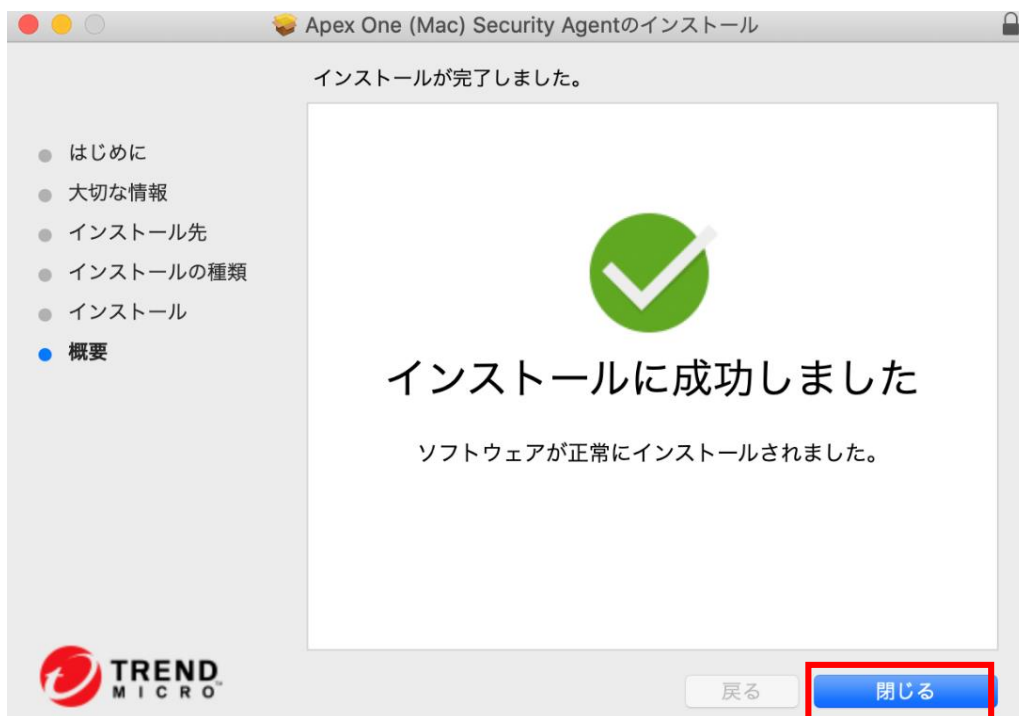 Apex One (Mac) Security Agentのインストール
インストールが完了しました。
はじめに
大切な情報
インストール先
インストールの種類
インストール
概要
インストールに成功しました
ソフトウェアが正常にインストールされました。
TREND
MICRO™
戻る
閉じる